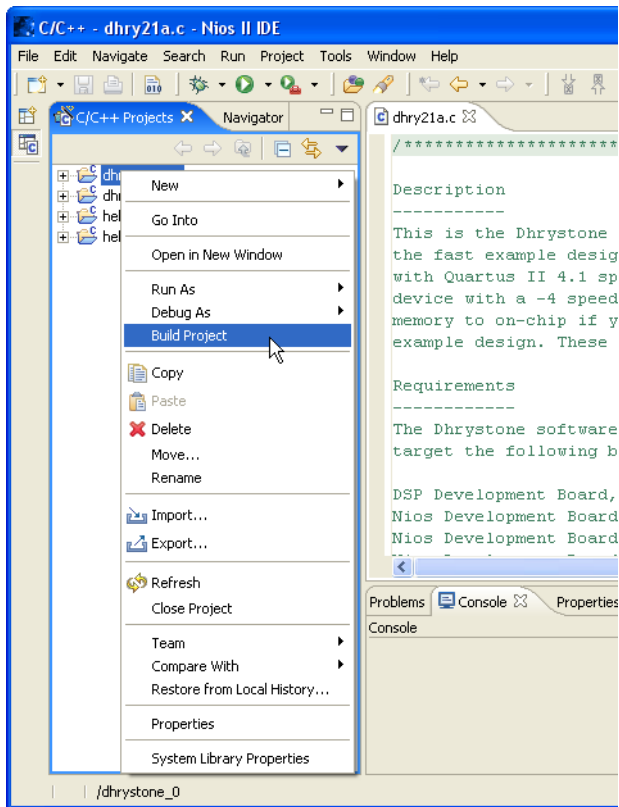 C/C++ - dhry21a.c - Nios II IDE
File Edit Navigate Search Run Project Tools Window Help
C/C++ Projects Navigator
dhry21a.c
dhr
dhr
hel
hel
New
Go Into
Open in New Window
Run As
Debug As
Build Project
Copy
Paste
Delete
Move...
Rename
Import...
Export...
Refresh
Close Project
Team
Compare With
Restore from Local History...
Properties
System Library Properties
/*********************
Description
-----------
This is the Dhrystone
the fast example desig
with Quartus II 4.1 sp
device with a -4 speed
memory to on-chip if y
example design. These
Requirements
------------
The Dhrystone software
target the following b
DSP Development Board,
Nios Development Board
Nios Development Board
Problems Console Properties
Console
/dhrystone_0